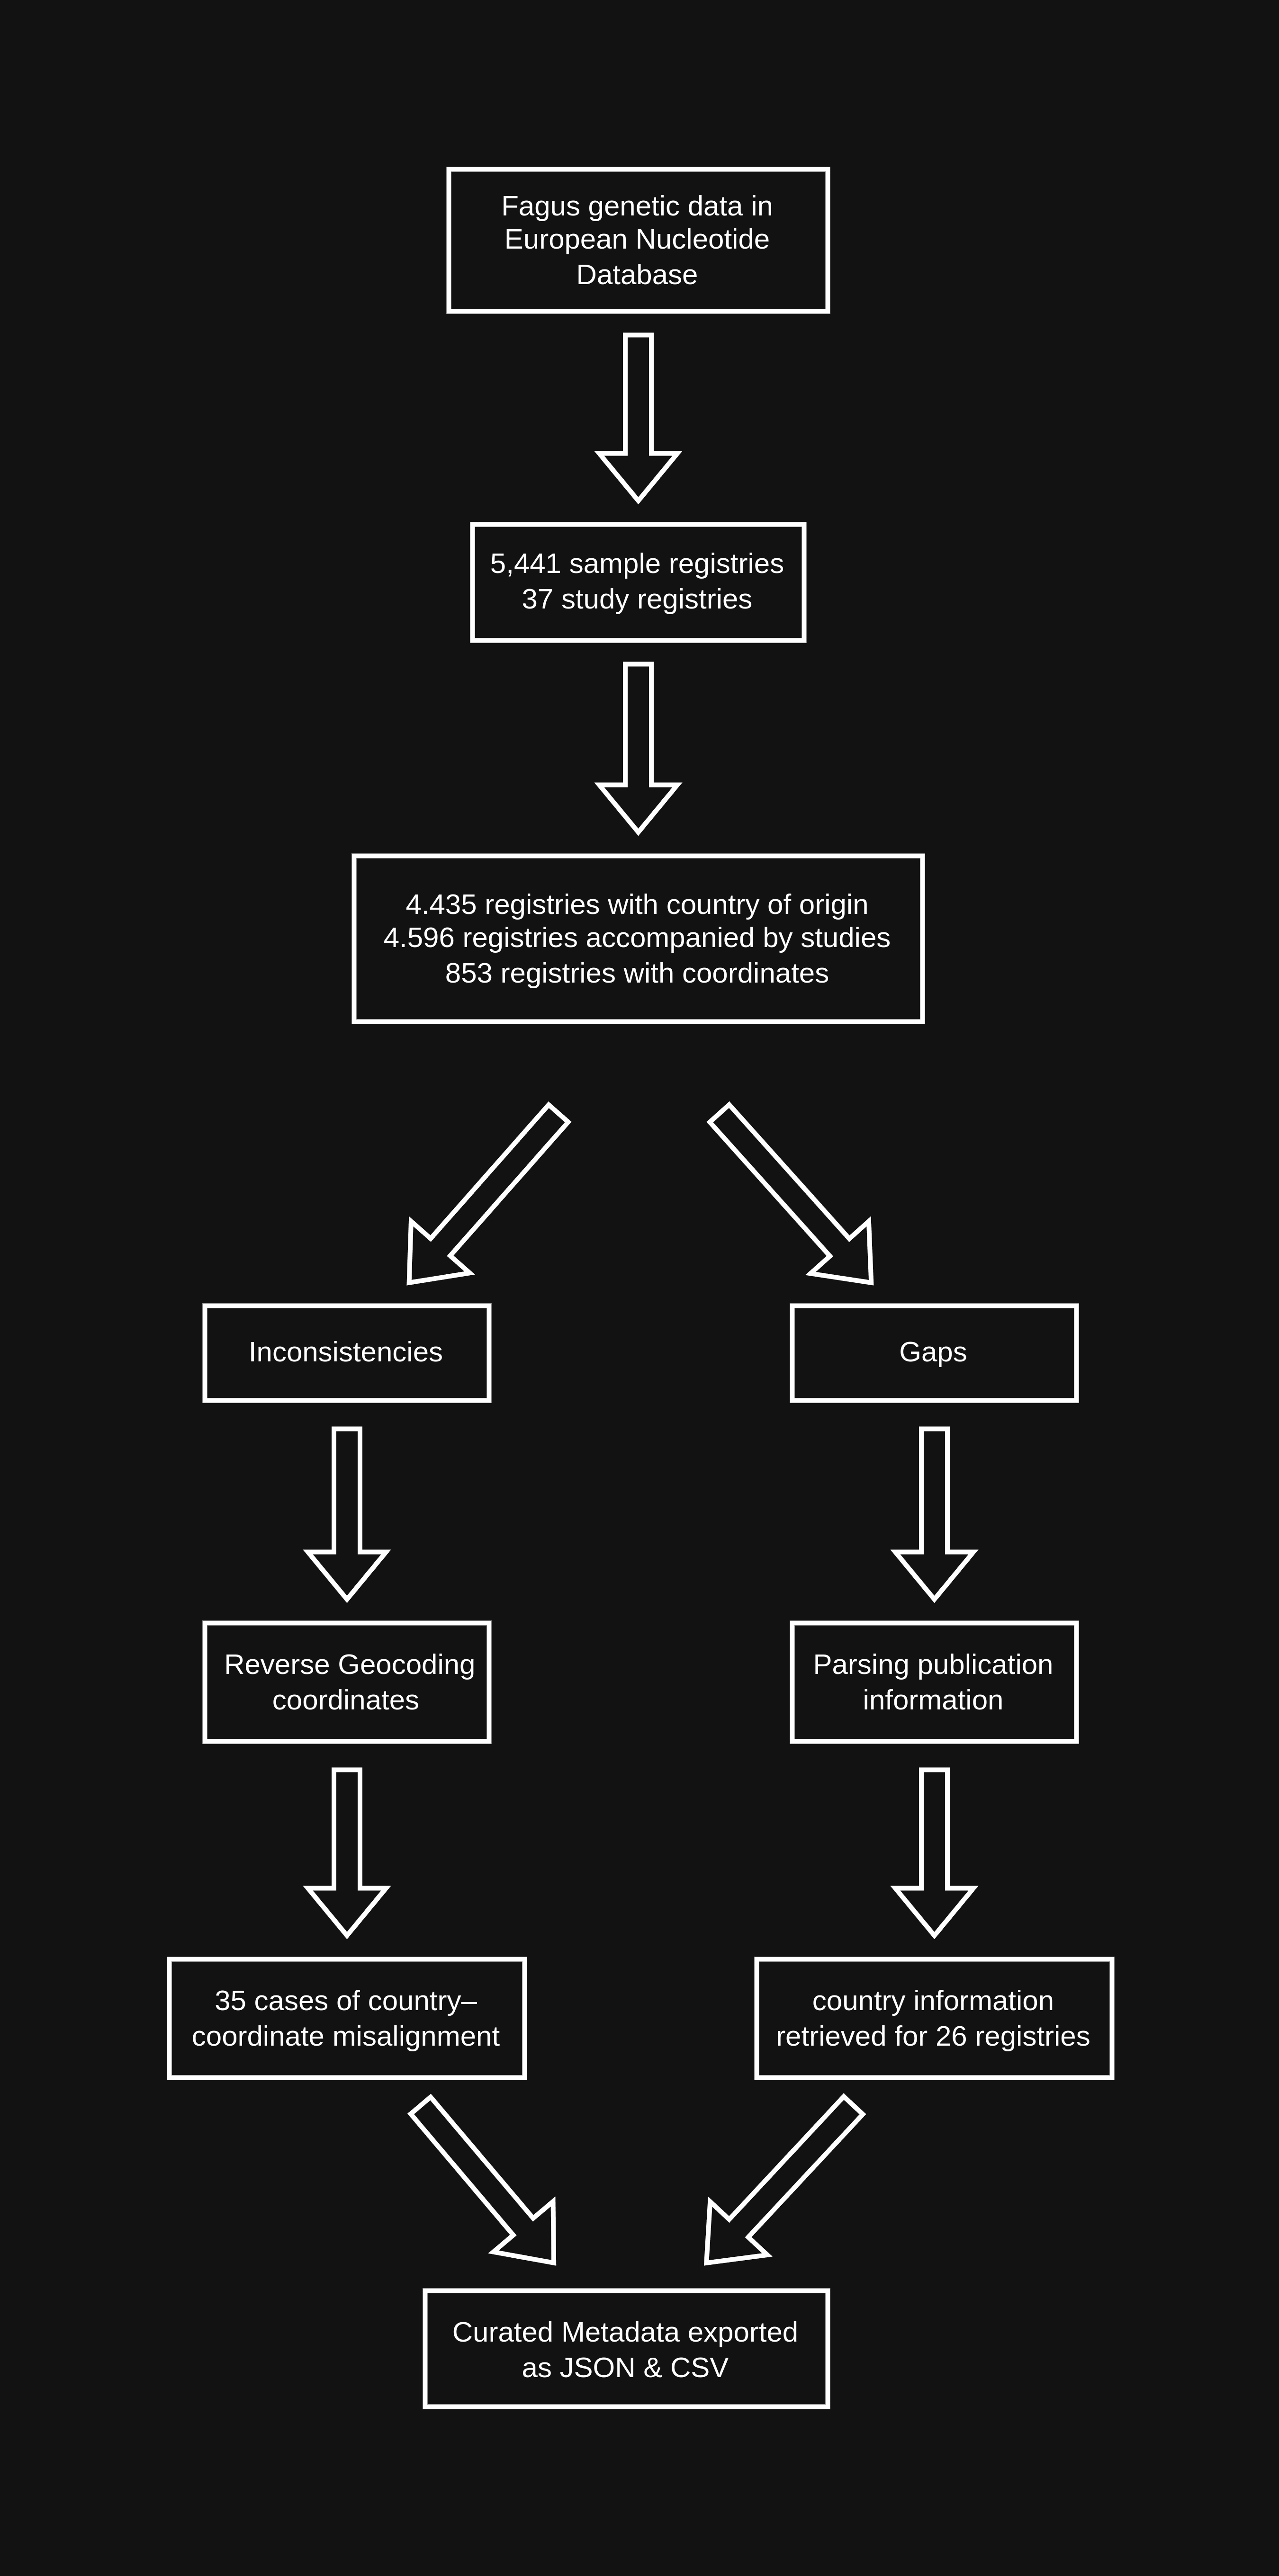 Fagus genetic data in
European Nucleotide
Database
5,441 sample registries
37 study registries
4.435 registries with country of origin
4.596 registries accompanied by studies
853 registries with coordinates
Inconsistencies
Gaps
Reverse Geocoding
coordinates
Parsing publication
information
35 cases of country–
coordinate misalignment
country information
retrieved for 26 registries
Curated Metadata exported
as JSON & CSV